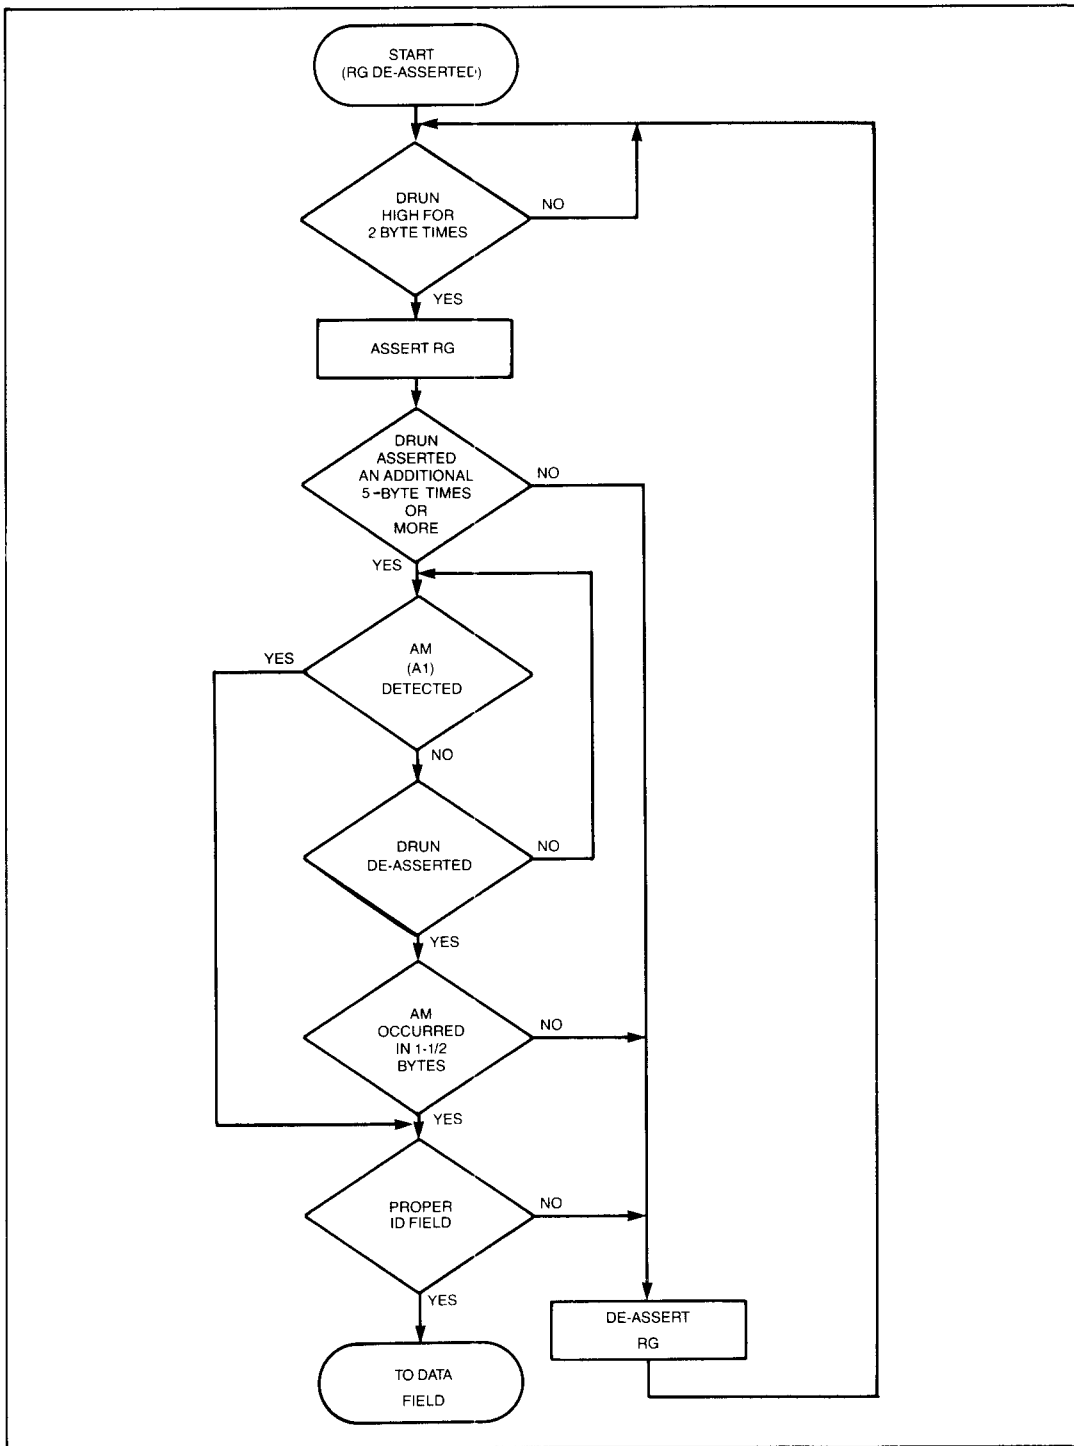 START
(RG DE-ASSERTED)
DRUN
HIGH FOR
2 BYTE TIMES
NO
YES
ASSERT RG
DRUN
ASSERTED
AN ADDITIONAL
5-BYTE TIMES
OR
MORE
NO
YES
AM
(A1)
DETECTED
YES
NO
DRUN
DE-ASSERTED
NO
YES
AM
OCCURRED
IN 1-1/2
BYTES
NO
YES
PROPER
ID FIELD
NO
YES
DE-ASSERT
RG
TO DATA
FIELD